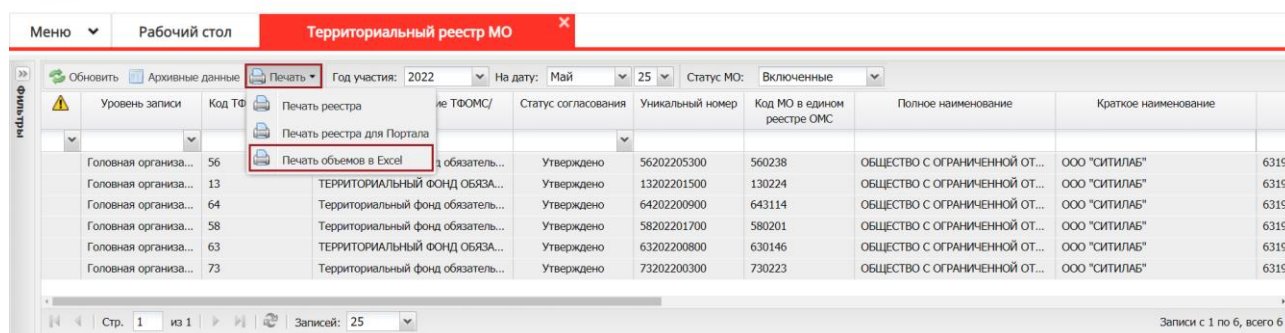 Меню Рабочий стол Территориальный реестр МО
Обновить Архивные данные Печать Год участия: 2022 На дату: Май 25 Статус МО: Включенные
Фильтры
Уровень записи Код ТФ ие ТФОМС/ Статус согласования Уникальный номер Код МО в едином реестре ОМС Полное наименование Краткое наименование
Печать реестра
Печать реестра для Портала
Печать объемов в Excel
Головная организа... 56 д обязатель... Утверждено 56202205300 560238 ОБЩЕСТВО С ОГРАНИЧЕННОЙ ОТ... ООО "СИТИЛАБ" 6319
Головная организа... 13 ТЕРРИТОРИАЛЬНЫЙ ФОНД ОБЯЗА... Утверждено 13202201500 130224 ОБЩЕСТВО С ОГРАНИЧЕННОЙ ОТ... ООО "СИТИЛАБ" 6319
Головная организа... 64 Территориальный фонд обязатель... Утверждено 64202200900 643114 ОБЩЕСТВО С ОГРАНИЧЕННОЙ ОТ... ООО "СИТИЛАБ" 6319
Головная организа... 58 Территориальный фонд обязатель... Утверждено 58202201700 580201 ОБЩЕСТВО С ОГРАНИЧЕННОЙ ОТ... ООО "СИТИЛАБ" 6319
Головная организа... 63 ТЕРРИТОРИАЛЬНЫЙ ФОНД ОБЯЗА... Утверждено 63202200800 630146 ОБЩЕСТВО С ОГРАНИЧЕННОЙ ОТ... ООО "СИТИЛАБ" 6319
Головная организа... 73 Территориальный фонд обязатель... Утверждено 73202200300 730223 ОБЩЕСТВО С ОГРАНИЧЕННОЙ ОТ... ООО "СИТИЛАБ" 6319
Стр. 1 из 1 Записей: 25 Записи с 1 по 6, всего 6